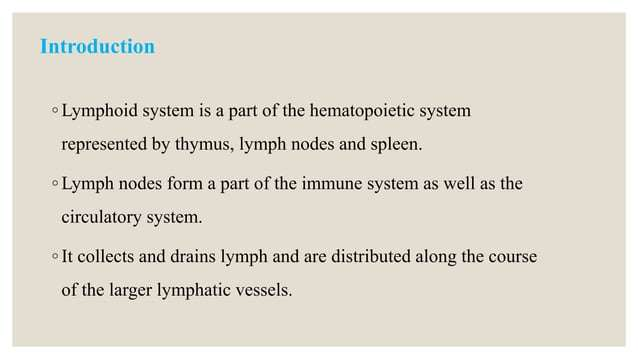 Introduction
◦ Lymphoid system is a part of the hematopoietic system
represented by thymus, lymph nodes and spleen.
◦ Lymph nodes form a part of the immune system as well as the
circulatory system.
◦ It collects and drains lymph and are distributed along the course
of the larger lymphatic vessels.